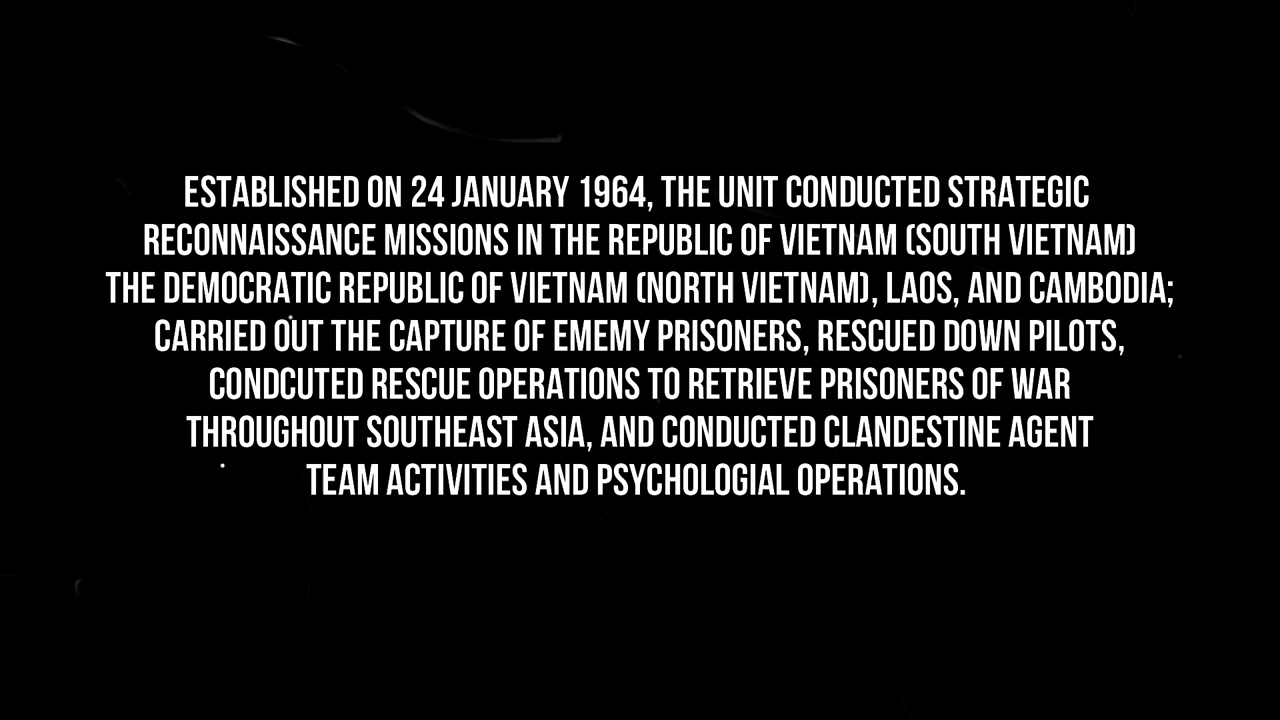 ESTABLISHED ON 24 JANUARY 1964, THE UNIT CONDUCTED STRATEGIC
RECONNAISSANCE MISSIONS IN THE REPUBLIC OF VIETNAM (SOUTH VIETNAM)
THE DEMOCRATIC REPUBLIC OF VIETNAM (NORTH VIETNAM), LAOS, AND CAMBODIA;
CARRIED OUT THE CAPTURE OF EMEMY PRISONERS, RESCUED DOWN PILOTS,
CONDCUTED RESCUE OPERATIONS TO RETRIEVE PRISONERS OF WAR
THROUGHOUT SOUTHEAST ASIA, AND CONDUCTED CLANDESTINE AGENT
TEAM ACTIVITIES AND PSYCHOLOGIAL OPERATIONS.